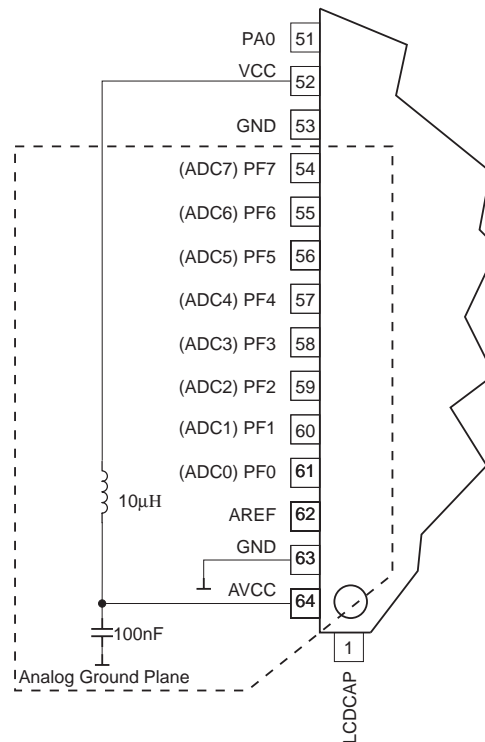 PA0 51
VCC 52
GND 53
(ADC7) PF7 54
(ADC6) PF6 55
(ADC5) PF5 56
(ADC4) PF4 57
(ADC3) PF3 58
(ADC2) PF2 59
(ADC1) PF1 60
(ADC0) PF0 61
10μH
AREF 62
GND 63
AVCC 64
100nF
1
Analog Ground Plane
LCDCAP